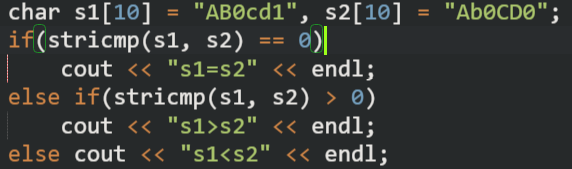 char s1[10] = "AB0cd1", s2[10] = "Ab0CD0";
if(stricmp(s1, s2) == 0)
    cout << "s1=s2" << endl;
else if(stricmp(s1, s2) > 0)
    cout << "s1>s2" << endl;
else cout << "s1<s2" << endl;